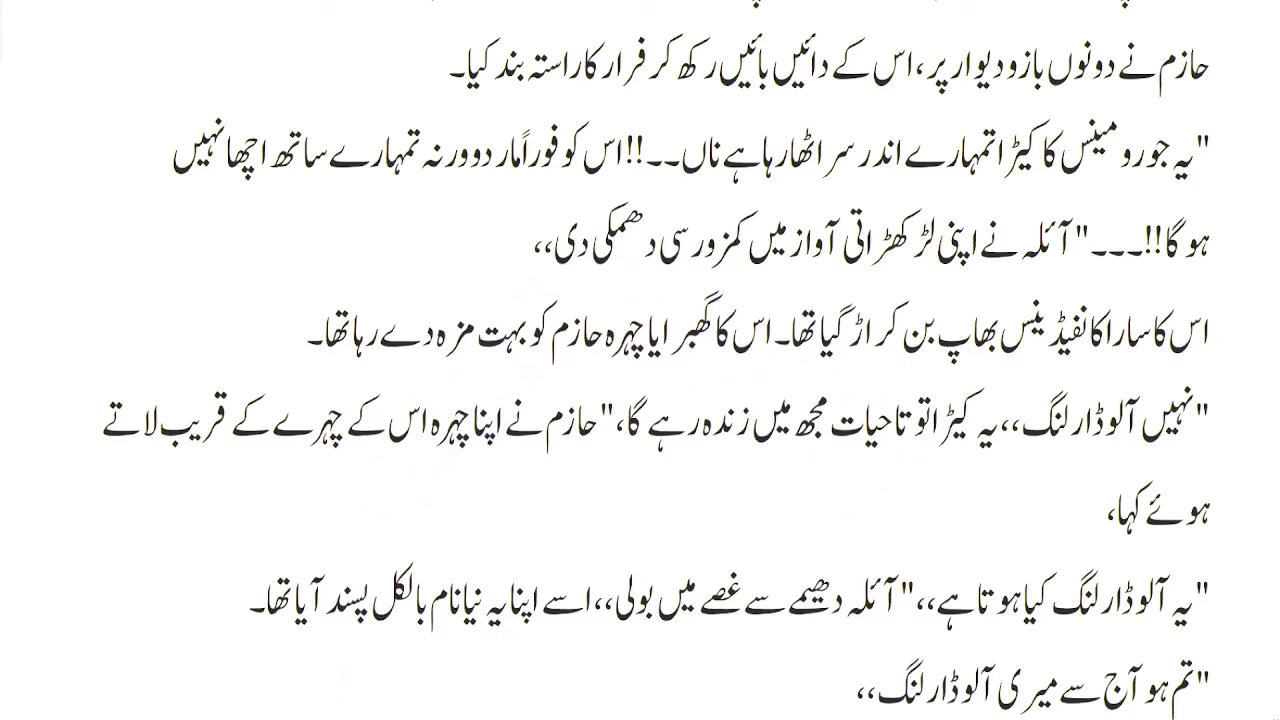 حازم نے دونوں بازو دیوار پر ،اس کے دائیں بائیں رکھ کر فرار کا راستہ بند کیا۔
"یہ جو رومینس کا کیڑا تمہارے اندر سر اٹھا رہا ہے ناں۔۔!!اس کو فوراً مار دو ورنہ تمہارے ساتھ اچھا نہیں
ہو گا!!۔۔۔" آئلہ نے اپنی لڑکھڑاتی آواز میں کمزور سی دھمکی دی،،
اس کا سارا کانفیڈینس بھاپ بن کر اڑ گیا تھا۔اس کا گھبرایا چہرہ حازم کو بہت مزہ دے رہا تھا۔
"نہیں آلو ڈارلنگ،،یہ کیڑا تو تاحیات مجھ میں زندہ رہے گا،"حازم نے اپنا چہرہ اس کے چہرے کے قریب لاتے
ہوئے کہا،
"یہ آلو ڈارلنگ کیا ہوتا ہے،،" آئلہ دھیمے سے غصے میں بولی،،اسے اپنا یہ نیا نام بالکل پسند آیا تھا۔
"تم ہو آج سے میری آلو ڈارلنگ،،